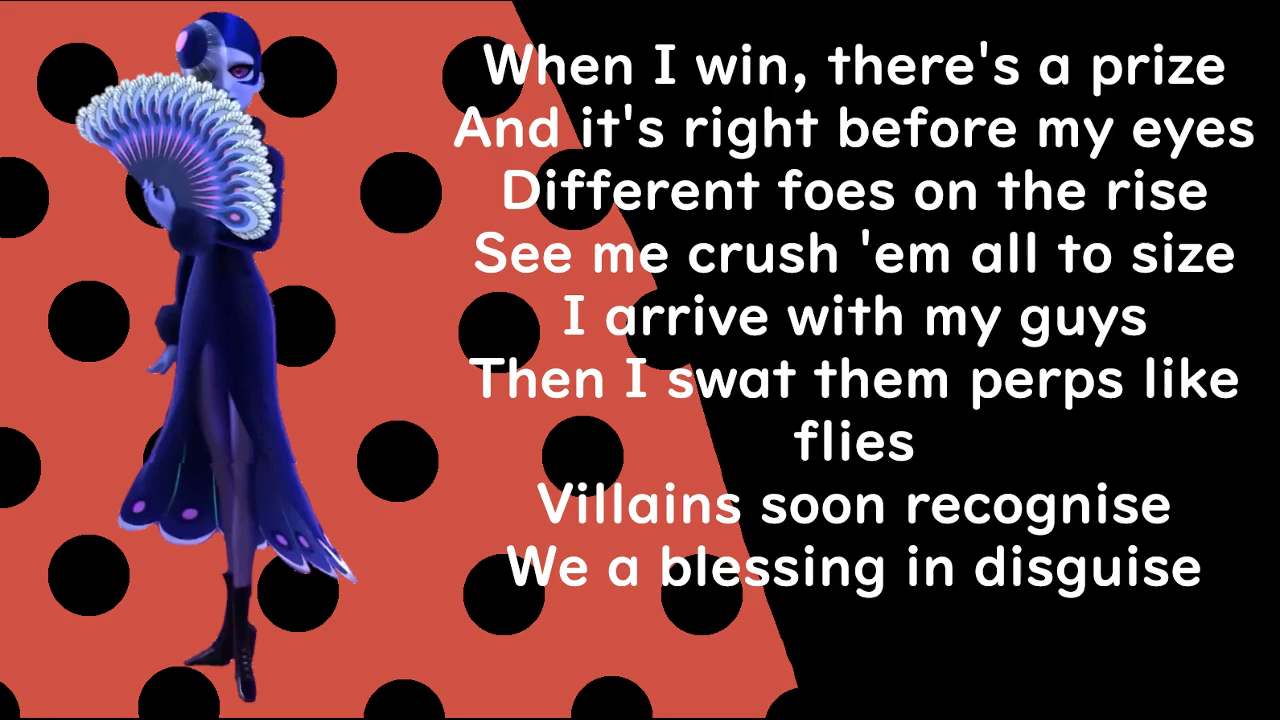 When I win, there's a prize
And it's right before my eyes
Different foes on the rise
See me crush 'em all to size
I arrive with my guys
Then I swat them perps like
flies
Villains soon recognise
We a blessing in disguise